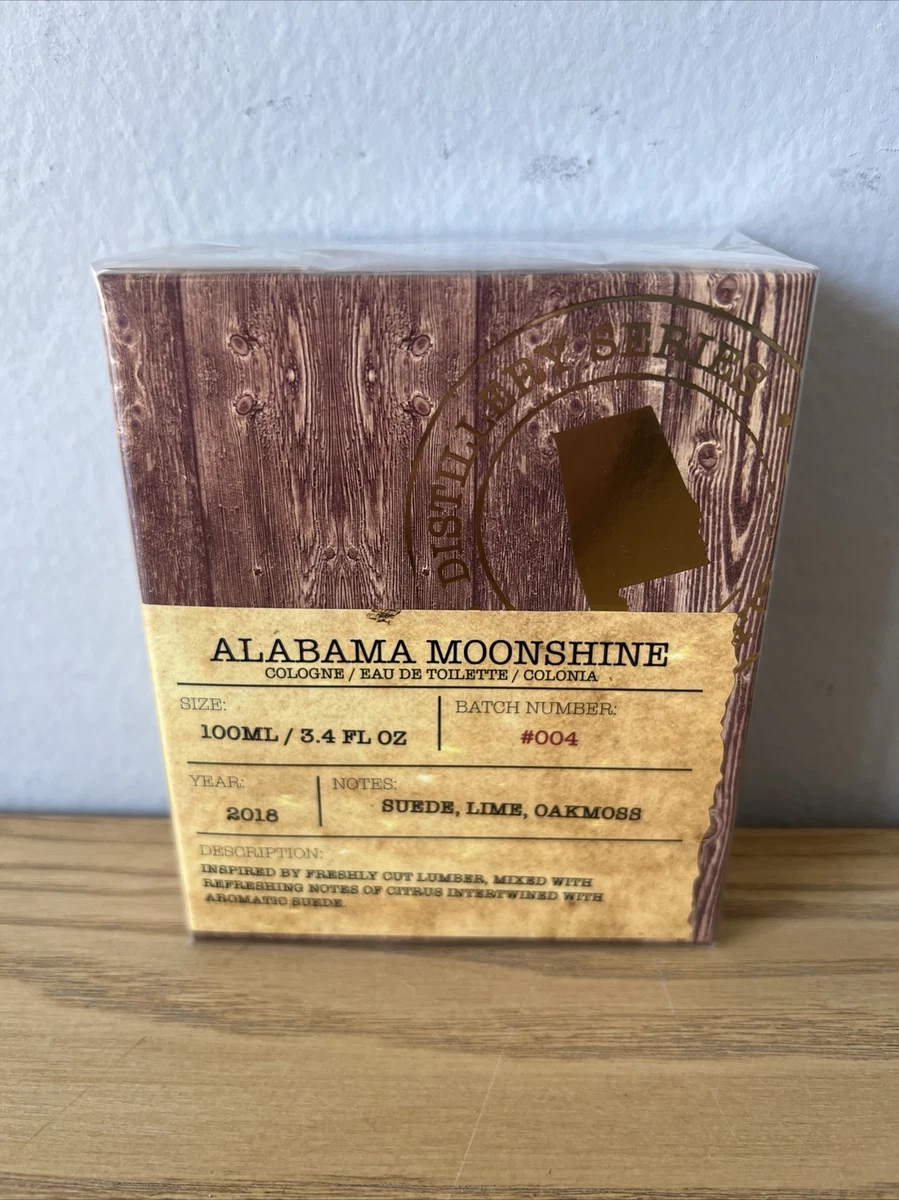 DISTILLERY SERIES
ALABAMA MOONSHINE
COLOGNE / EAU DE TOILETTE / COLONIA
SIZE:
100ML / 3.4 FL OZ
BATCH NUMBER:
#004
YEAR:
2018
NOTES:
SUEDE, LIME, OAKMOSS
DESCRIPTION:
INSPIRED BY FRESHLY CUT LUMBER, MIXED WITH
REFRESHING NOTES OF CITRUS INTERTWINED WITH
AROMATIC SUEDE.